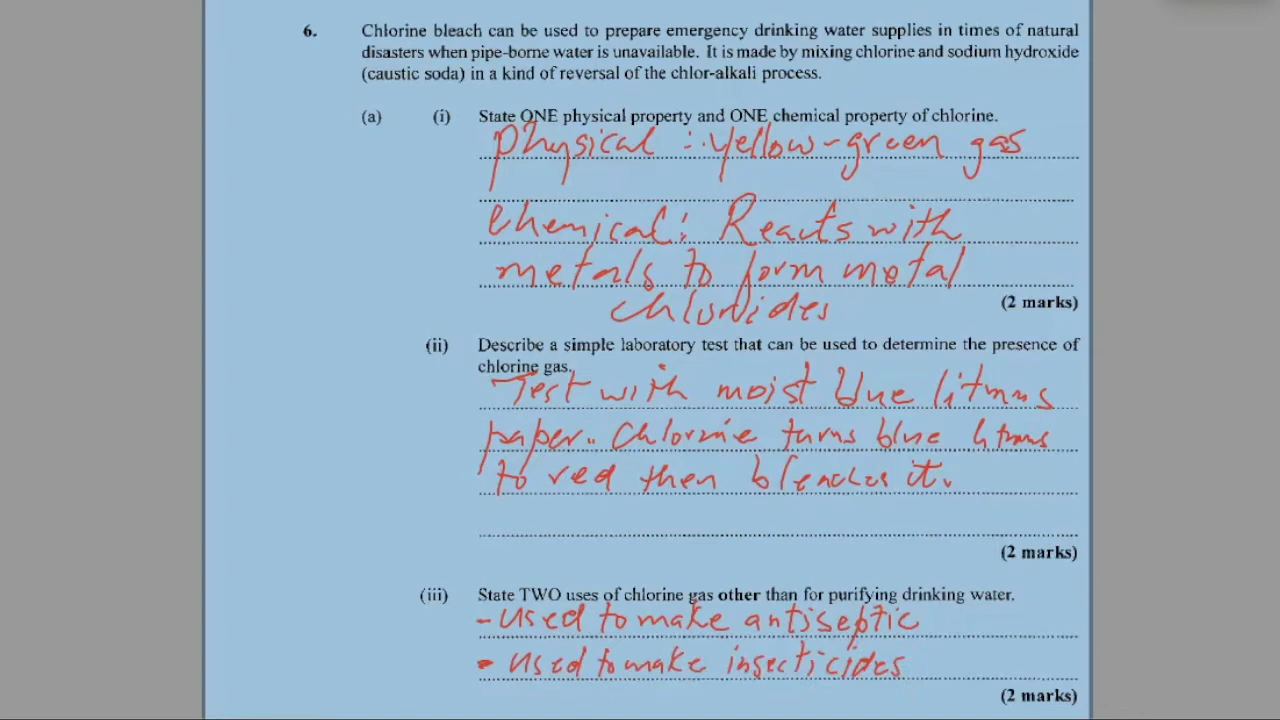 6. Chlorine bleach can be used to prepare emergency drinking water supplies in times of natural
disasters when pipe-borne water is unavailable. It is made by mixing chlorine and sodium hydroxide
(caustic soda) in a kind of reversal of the chlor-alkali process.
(a) (i) State ONE physical property and ONE chemical property of chlorine.
Physical : yellow-green gas
Chemical: Reacts with
metals to form metal
chlorides
(2 marks)
(ii) Describe a simple laboratory test that can be used to determine the presence of
chlorine gas.
Test with moist blue litmus
paper. Chlorine turns blue litmus
to red then bleaches it.
(2 marks)
(iii) State TWO uses of chlorine gas other than for purifying drinking water.
- Used to make antiseptic
- Used to make insecticides
(2 marks)